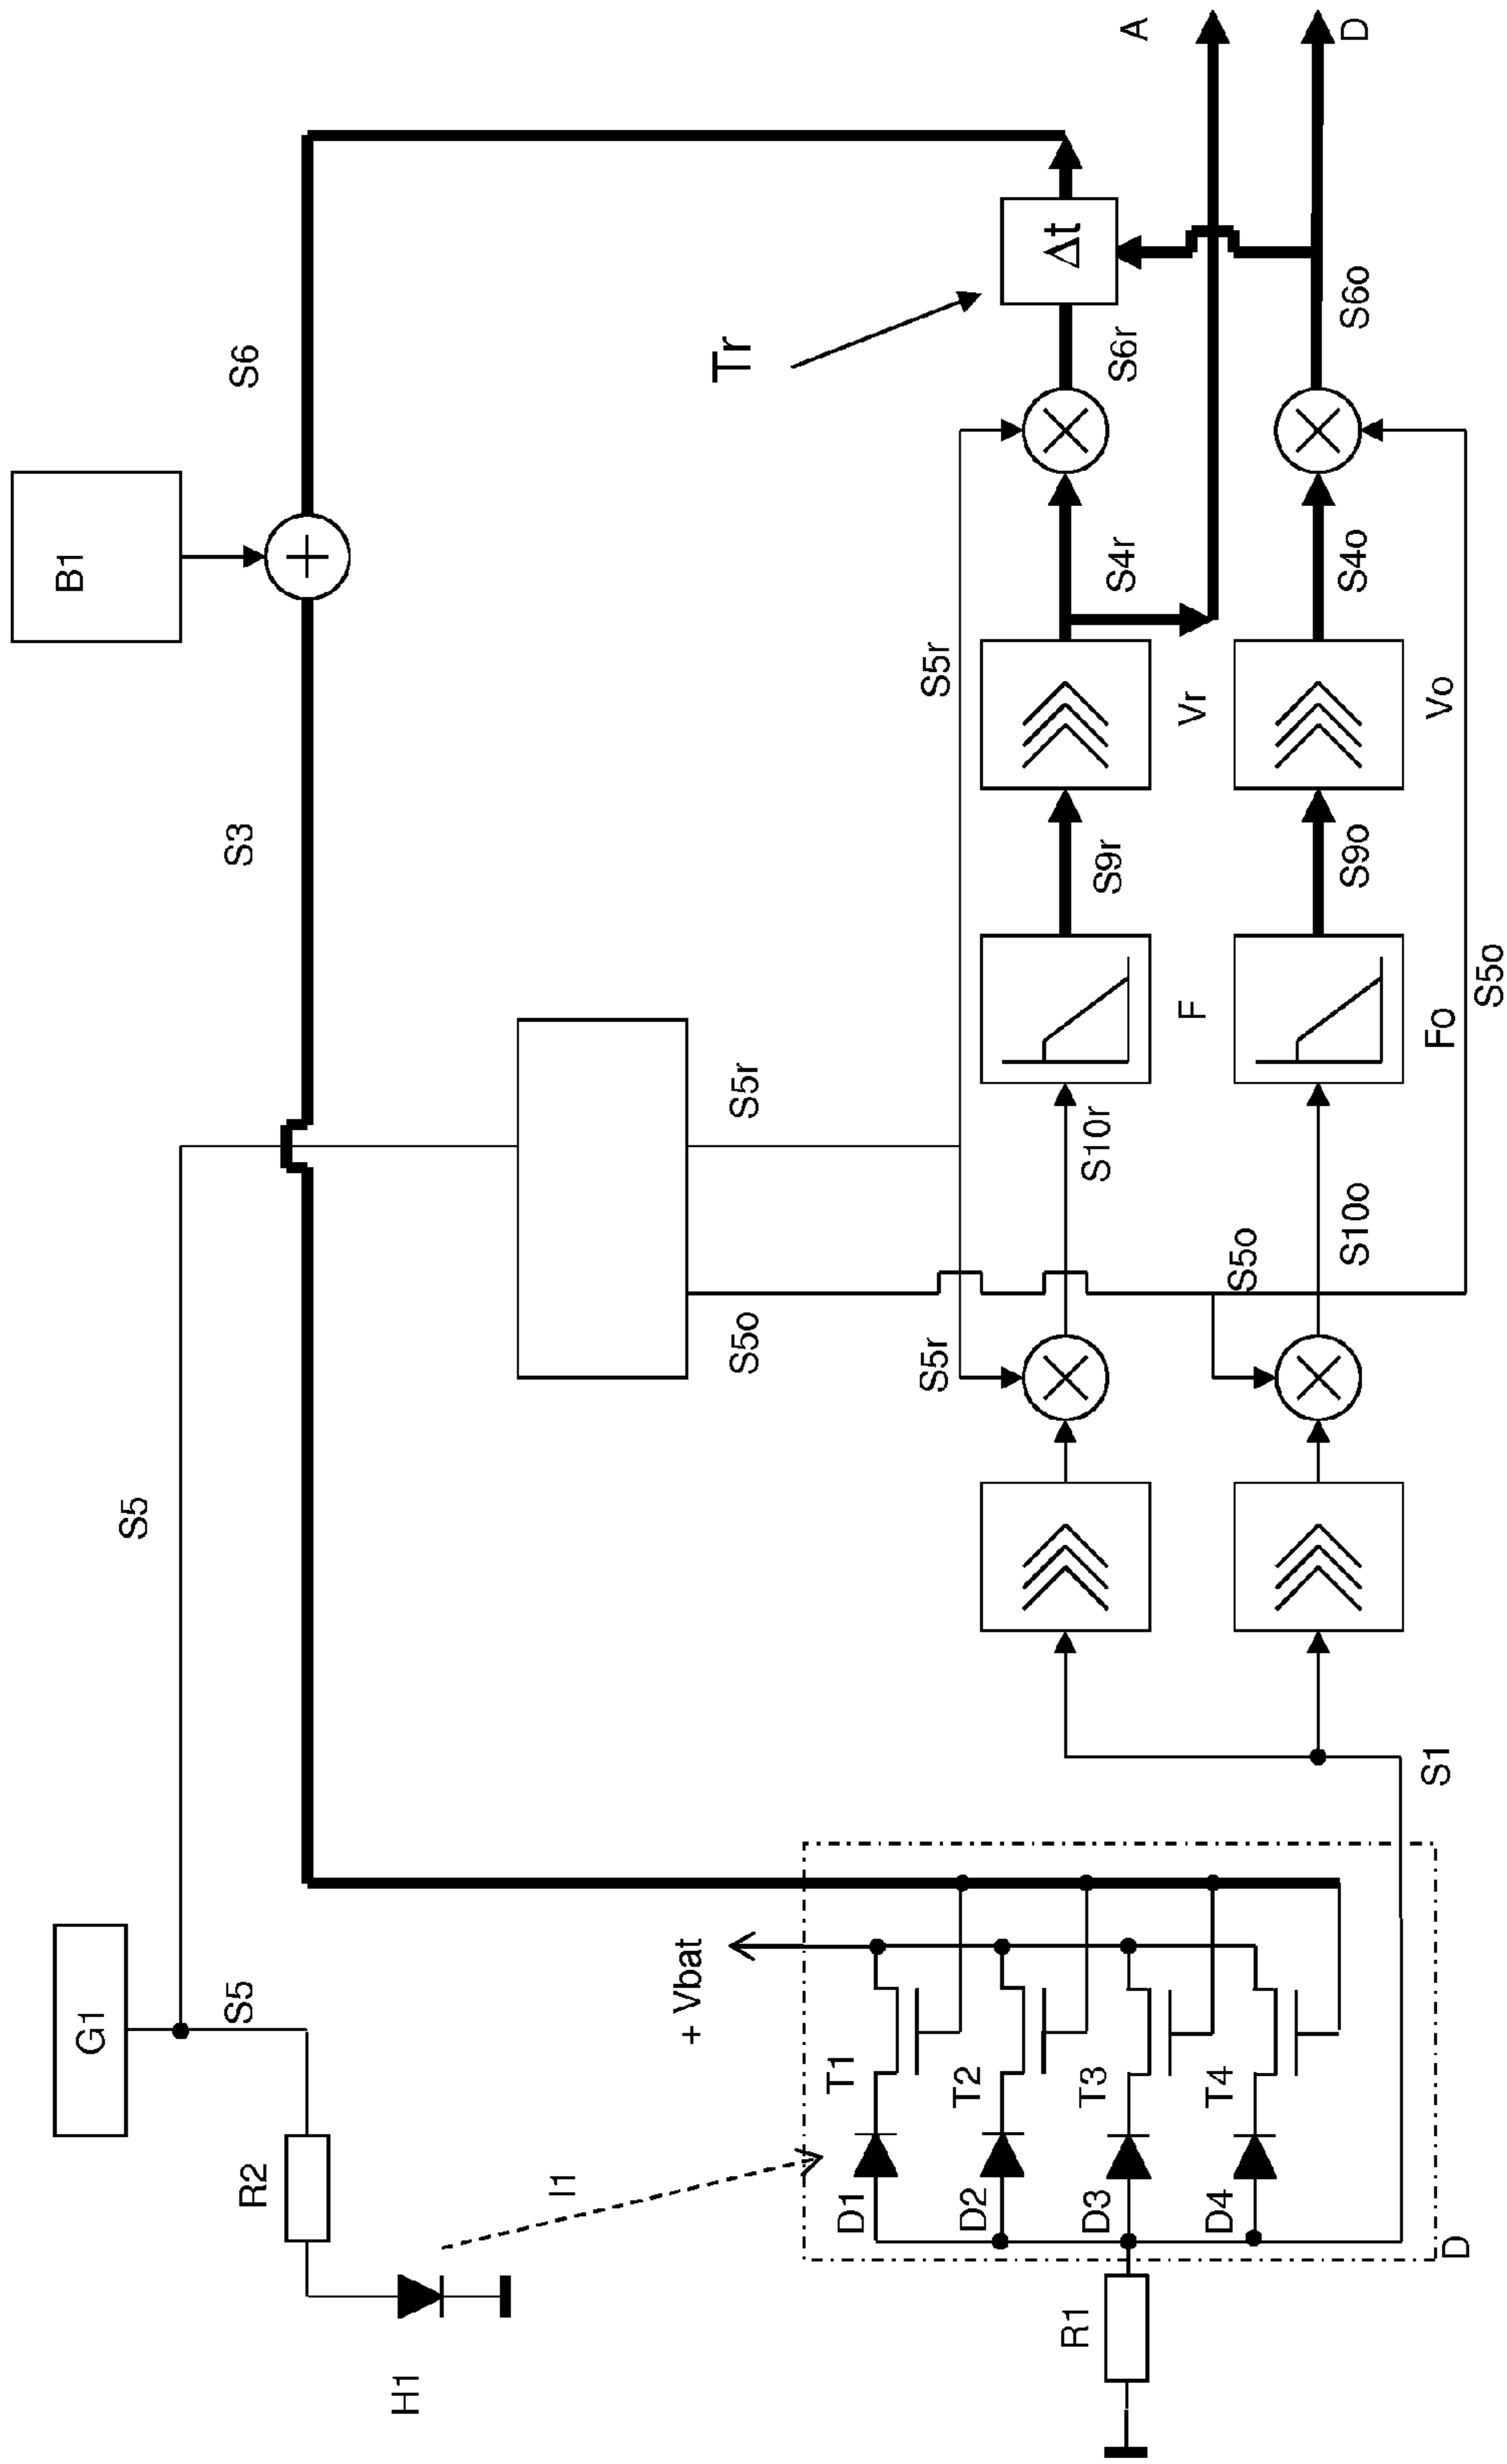 G1
B1
S5
S5
S3
S6
R2
H1
I1
+ Vbat
S5o
S5r
Tr
T1
T2
T3
T4
D1
D2
D3
D4
R1
D
S1
S5r
S10r
S5r
S9r
S4r
S6r
Δt
A
F
Vr
S5o
S10o
S9o
S4o
S6o
D
Fo
Vo
S5o